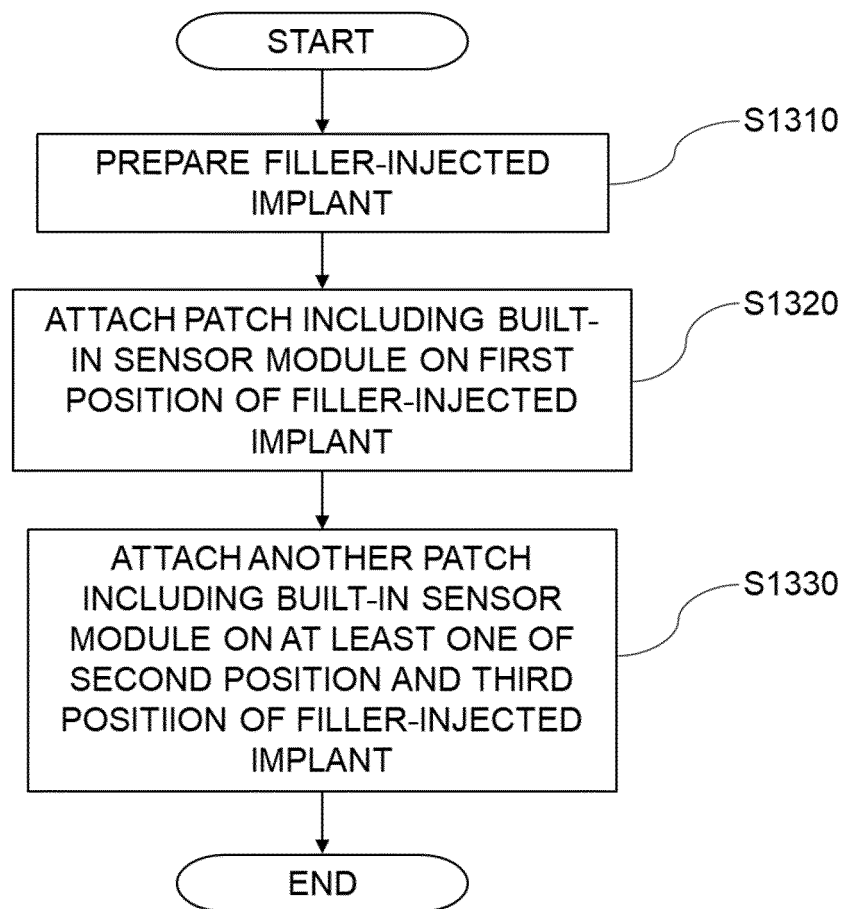 START
S1310
PREPARE FILLER-INJECTED
IMPLANT
S1320
ATTACH PATCH INCLUDING BUILT-
IN SENSOR MODULE ON FIRST
POSITION OF FILLER-INJECTED
IMPLANT
ATTACH ANOTHER PATCH
INCLUDING BUILT-IN SENSOR
S1330
MODULE ON AT LEAST ONE OF
SECOND POSITION AND THIRD
POSITIION OF FILLER-INJECTED
IMPLANT
END